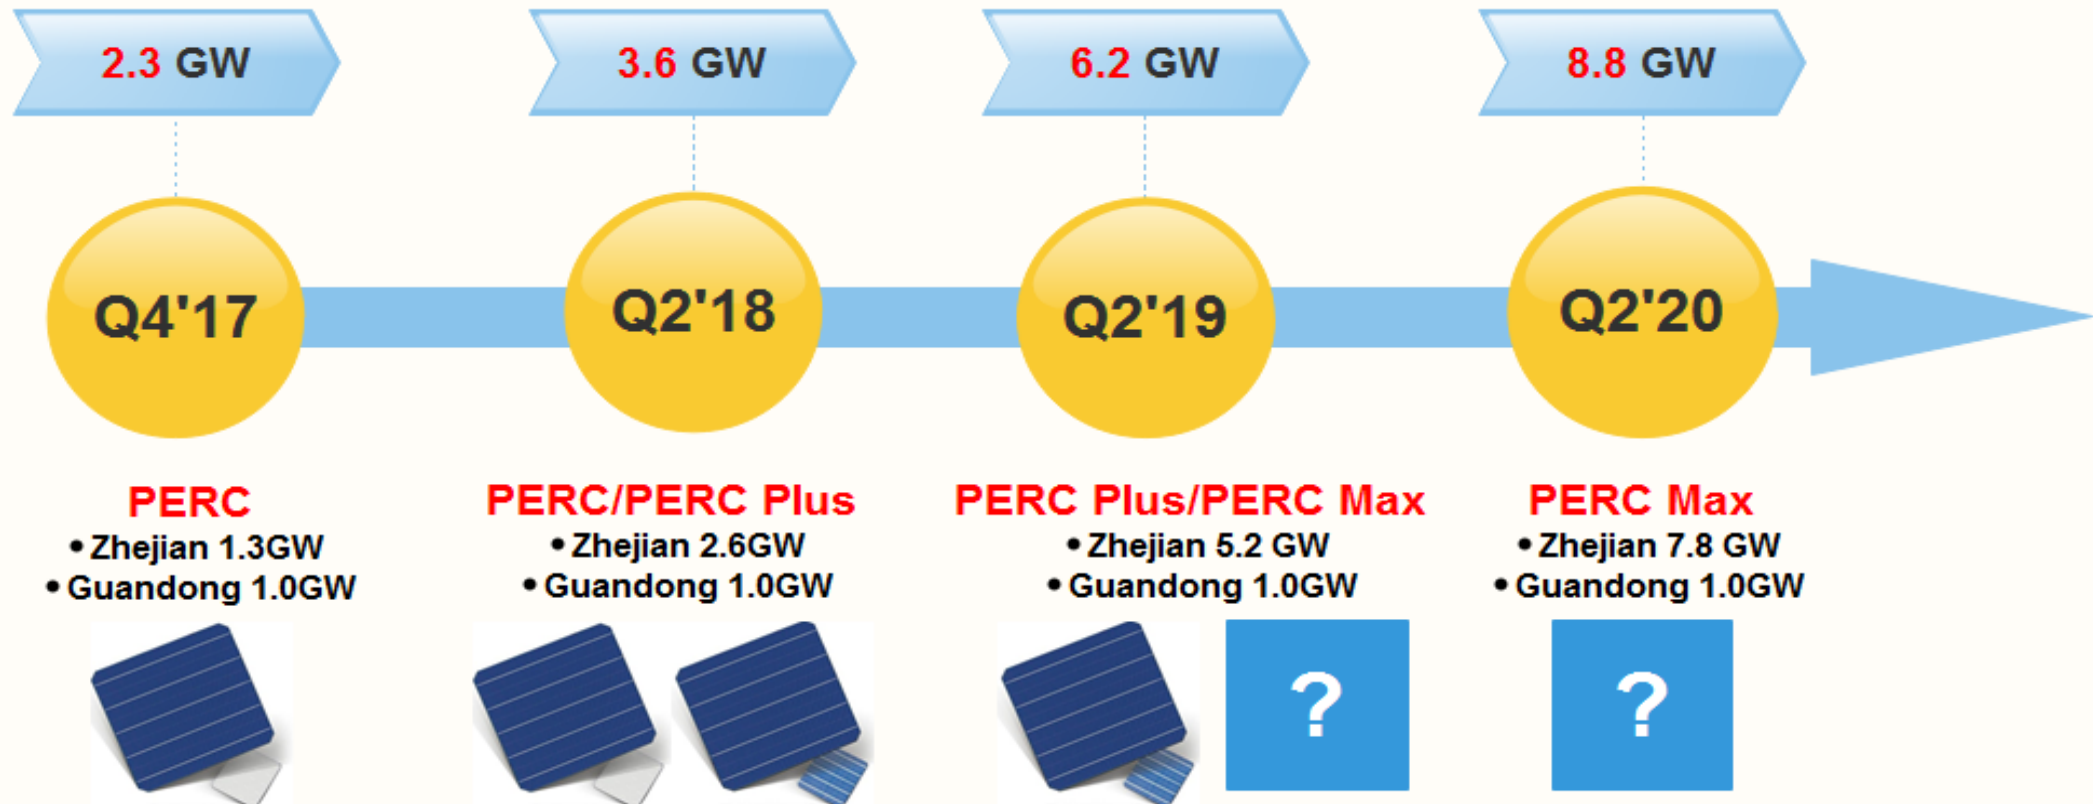 2.3 GW
3.6 GW
6.2 GW
8.8 GW
Q4'17
Q2'18
Q2'19
Q2'20
PERC
• Zhejian 1.3GW
• Guandong 1.0GW
PERC/PERC Plus
• Zhejian 2.6GW
• Guandong 1.0GW
PERC Plus/PERC Max
• Zhejian 5.2 GW
• Guandong 1.0GW
PERC Max
• Zhejian 7.8 GW
• Guandong 1.0GW
?
?